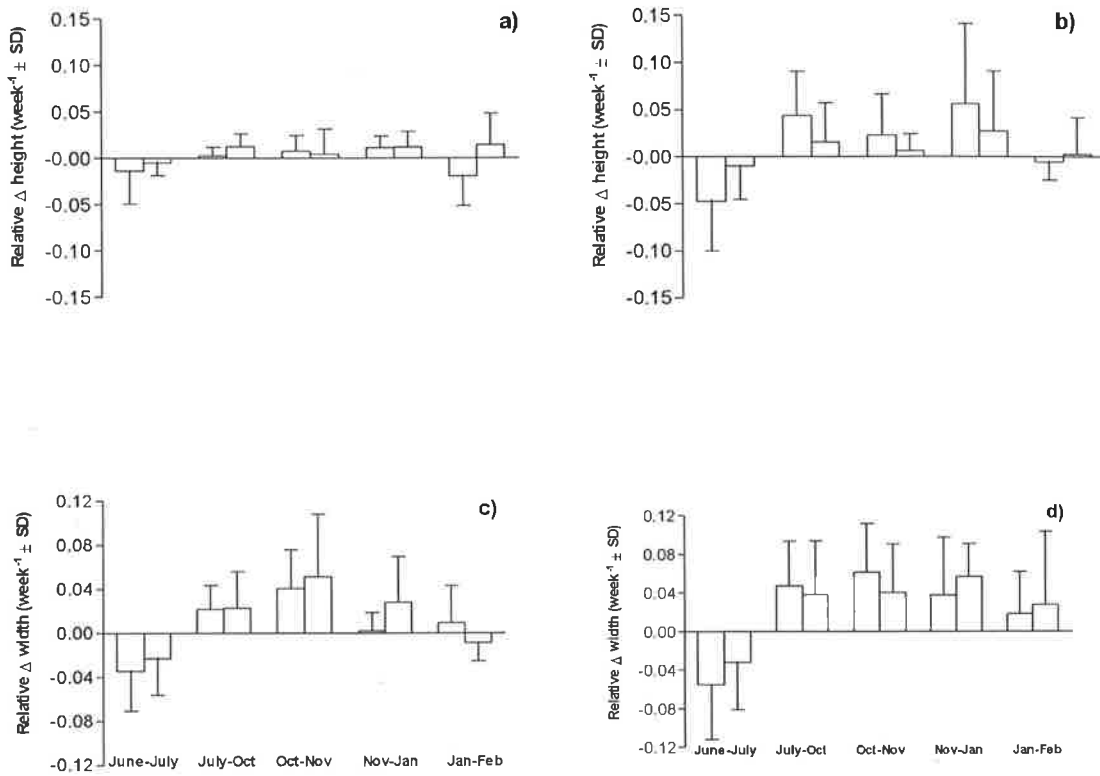 a)
Relative Δ height (week⁻¹ ± SD)
0.15
0.10
0.05
-0.00
-0.05
-0.10
-0.15
b)
Relative Δ height (week⁻¹ ± SD)
0.15
0.10
0.05
-0.00
-0.05
-0.10
-0.15
c)
Relative Δ width (week⁻¹ ± SD)
0.12
0.08
0.04
0.00
-0.04
-0.08
-0.12
June-July July-Oct Oct-Nov Nov-Jan Jan-Feb
d)
Relative Δ width (week⁻¹ ± SD)
0.12
0.08
0.04
0.00
-0.04
-0.08
-0.12
June-July July-Oct Oct-Nov Nov-Jan Jan-Feb